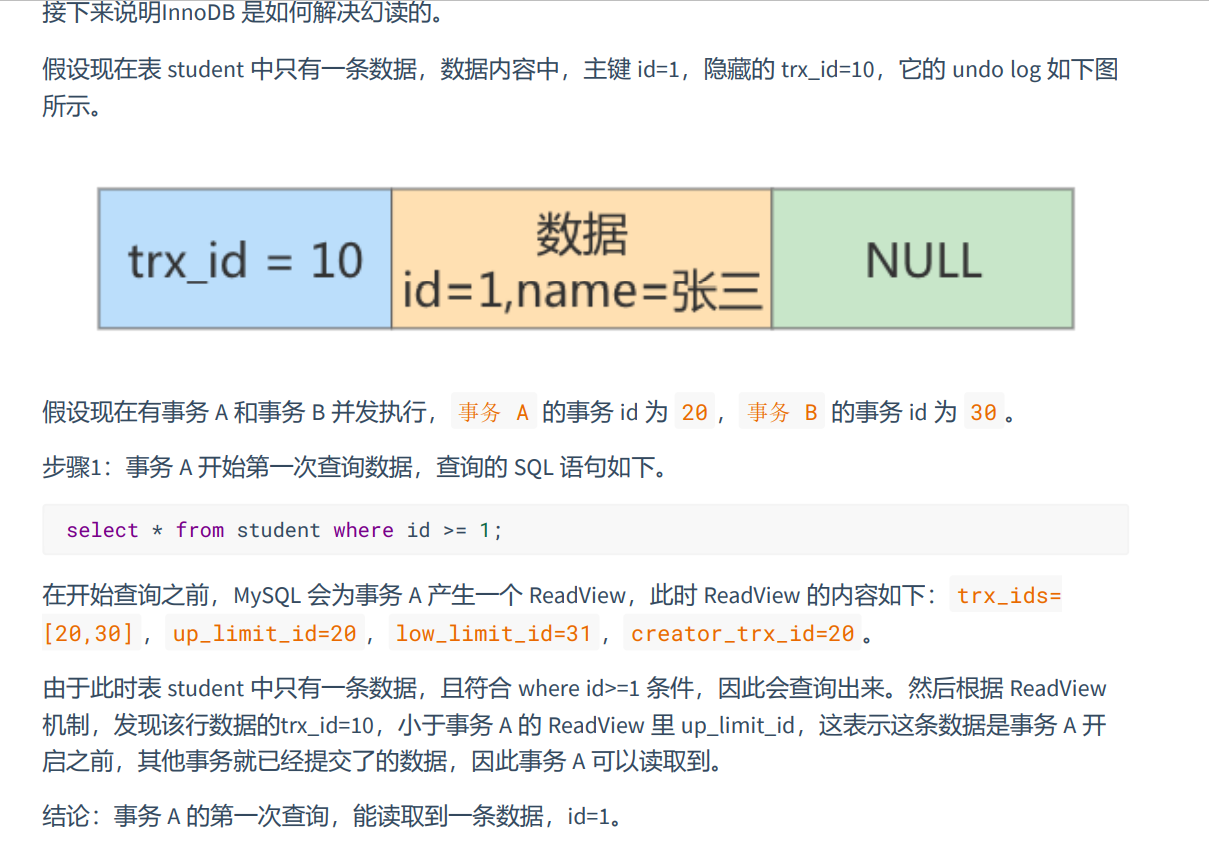 接下来说明InnoDB 是如何解决幻读的。
假设现在表 student 中只有一条数据，数据内容中，主键 id=1，隐藏的 trx_id=10，它的 undo log 如下图
所示。
trx_id = 10
数据
id=1,name=张三
NULL
假设现在有事务 A 和事务 B 并发执行， 事务 A 的事务 id 为 20 ， 事务 B 的事务 id 为 30 。
步骤1：事务 A 开始第一次查询数据，查询的 SQL 语句如下。
select * from student where id >= 1;
在开始查询之前，MySQL 会为事务 A 产生一个 ReadView，此时 ReadView 的内容如下： trx_ids=
[20,30] ， up_limit_id=20 ， low_limit_id=31 ， creator_trx_id=20 。
由于此时表 student 中只有一条数据，且符合 where id>=1 条件，因此会查询出来。然后根据 ReadView
机制，发现该行数据的trx_id=10，小于事务 A 的 ReadView 里 up_limit_id，这表示这条数据是事务 A 开
启之前，其他事务就已经提交了的数据，因此事务 A 可以读取到。
结论：事务 A 的第一次查询，能读取到一条数据，id=1。